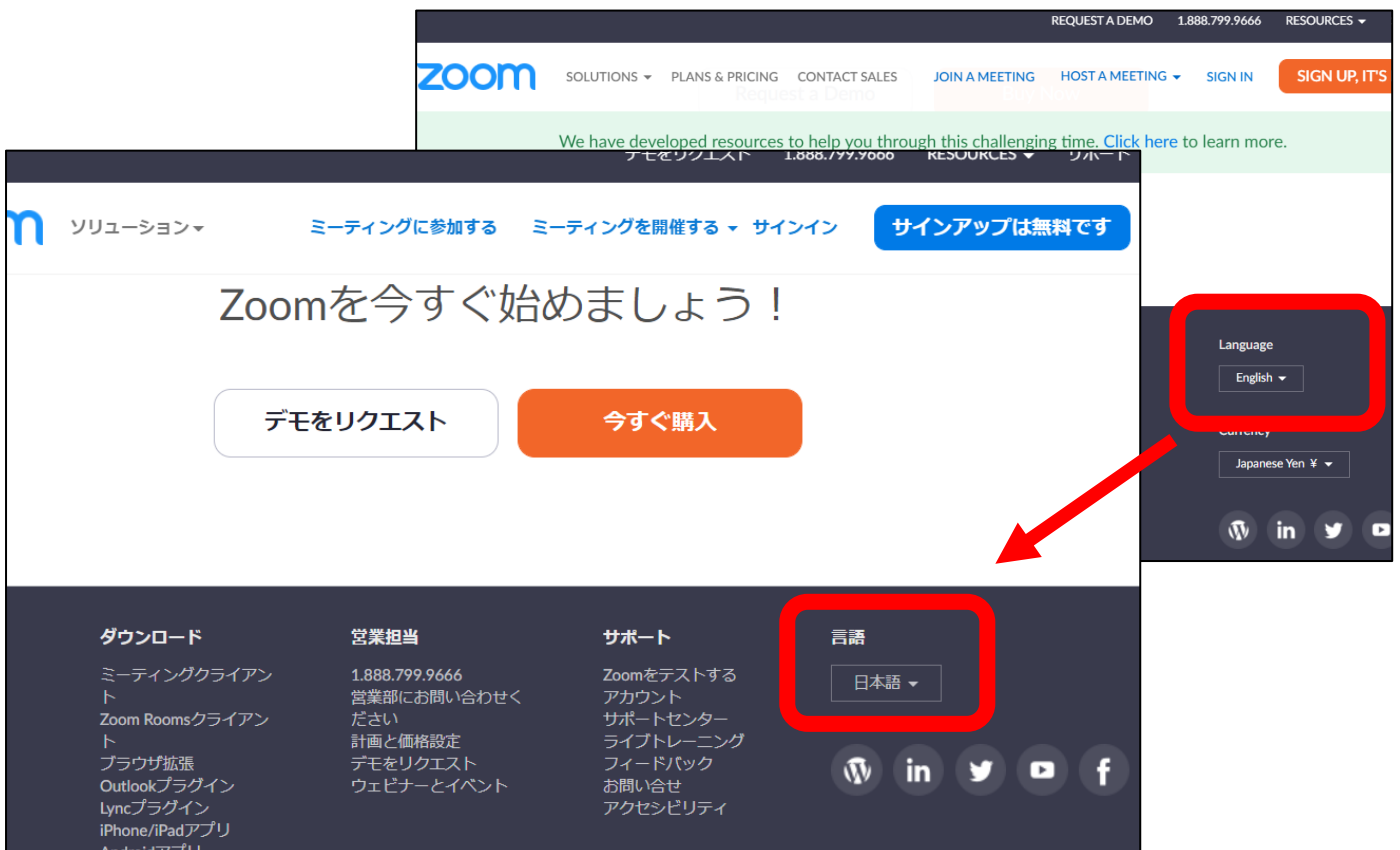 REQUEST A DEMO 1.888.799.9666 RESOURCES
zoom SOLUTIONS PLANS & PRICING CONTACT SALES JOIN A MEETING HOST A MEETING SIGN IN SIGN UP, IT'S
Request a Demo Buy Now
We have developed resources to help you through this challenging time. Click here to learn more.
Language
English
Currency
Japanese Yen ¥
デモをリクエスト 1.888.799.9666 RESOURCES サポート
m ソリューション ミーティングに参加する ミーティングを開催する サインイン サインアップは無料です
Zoomを今すぐ始めましょう！
デモをリクエスト 今すぐ購入
ダウンロード
ミーティングクライアン
ト
Zoom Roomsクライアン
ト
ブラウザ拡張
Outlookプラグイン
Lyncプラグイン
iPhone/iPadアプリ
Androidアプリ
営業担当
1.888.799.9666
営業部にお問い合わせく
ださい
計画と価格設定
デモをリクエスト
ウェビナーとイベント
サポート
Zoomをテストする
アカウント
サポートセンター
ライブトレーニング
フィードバック
お問い合せ
アクセシビリティ
言語
日本語